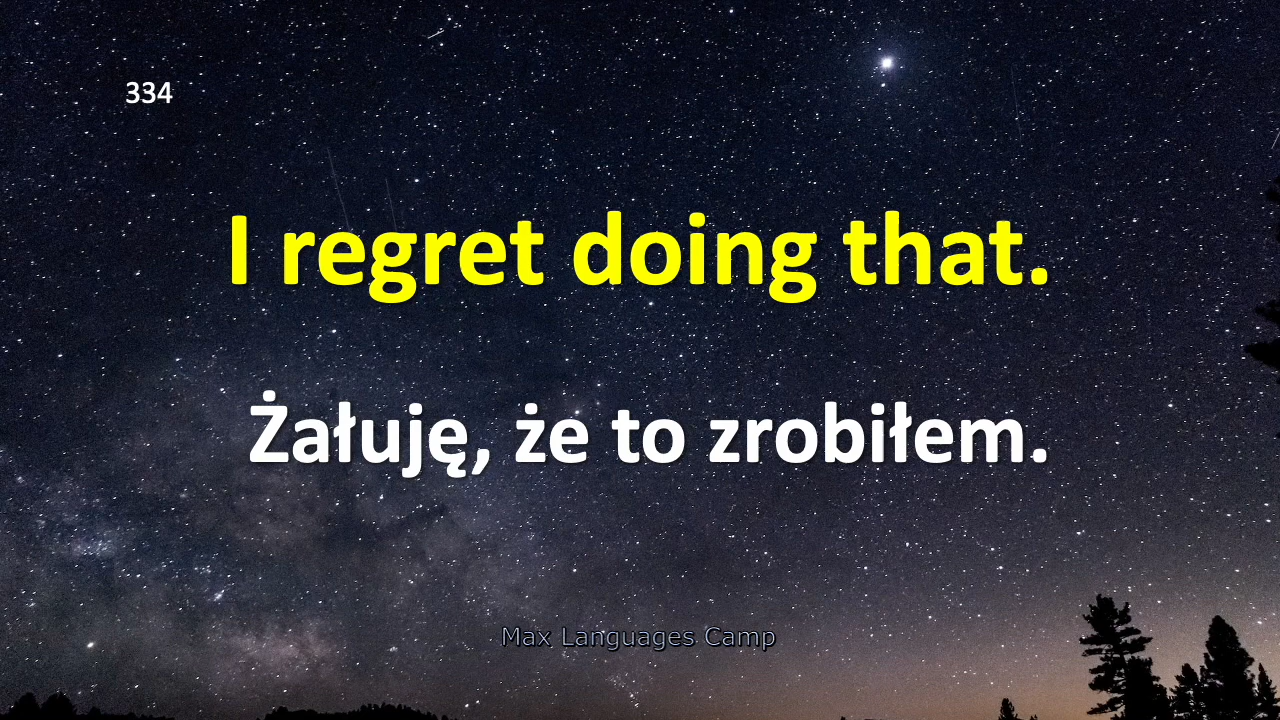 334
I regret doing that.
Żałuję, że to zrobiłem.
Max Languages Camp